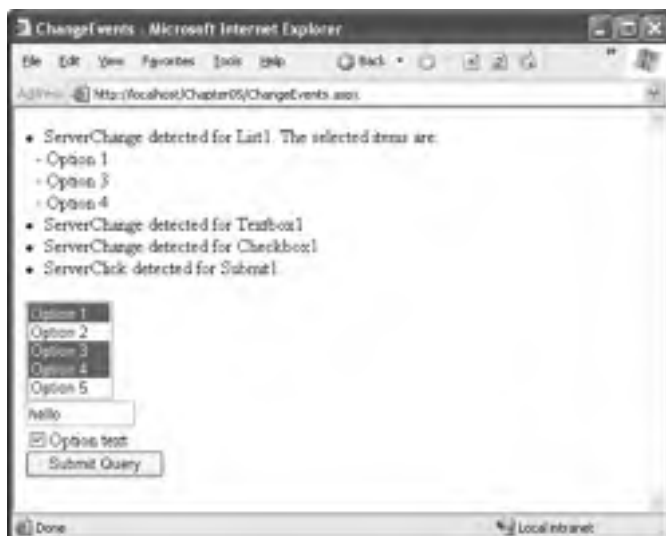 ChangeEvents - Microsoft Internet Explorer
File Edit View Favorites Tools Help Back
Address http://localhost/Chapter05/ChangeEvents.aspx
• ServerChange detected for List1. The selected items are:
- Option 1
- Option 3
- Option 4
• ServerChange detected for Textbox1
• ServerChange detected for Checkbox1
• ServerClick detected for Submit1
Option 1
Option 2
Option 3
Option 4
Option 5
hello
Option text
Submit Query
Done Local intranet